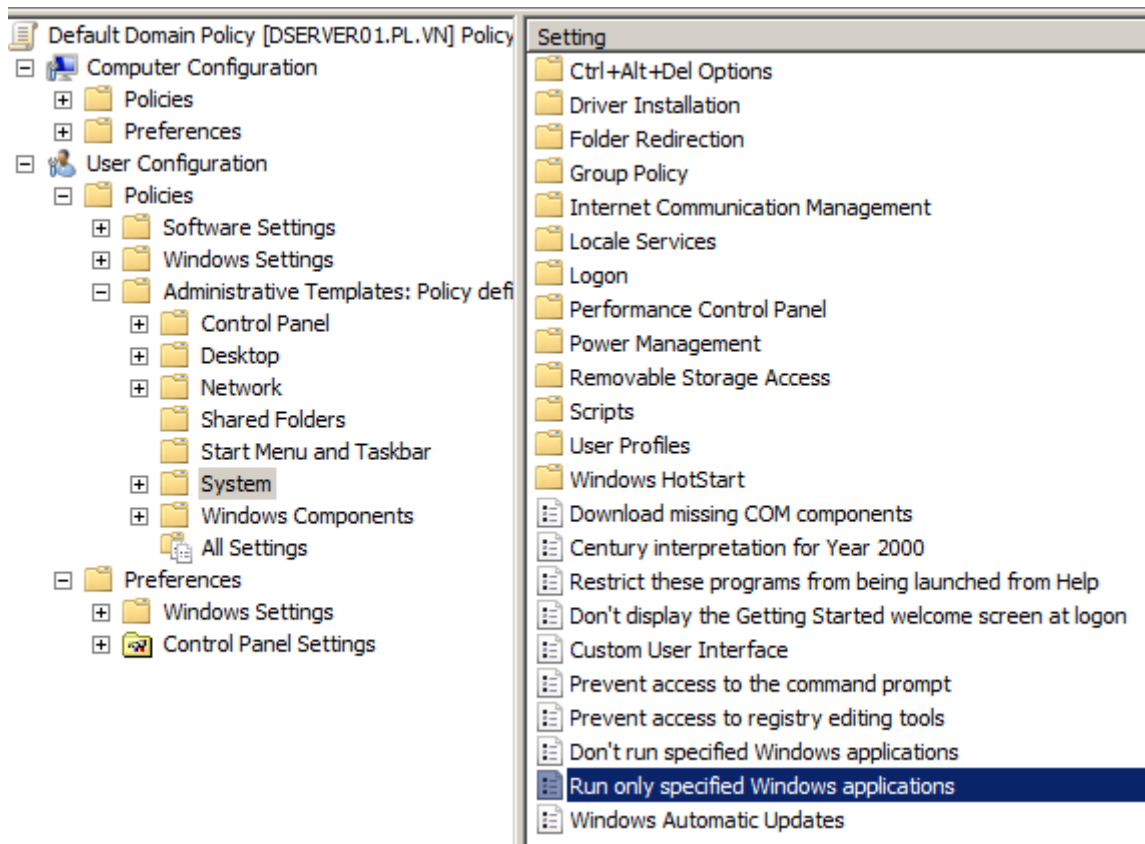 Default Domain Policy [DSERVER01.PL.VN] Policy
Computer Configuration
Policies
Preferences
User Configuration
Policies
Software Settings
Windows Settings
Administrative Templates: Policy defi
Control Panel
Desktop
Network
Shared Folders
Start Menu and Taskbar
System
Windows Components
All Settings
Preferences
Windows Settings
Control Panel Settings
Setting
Ctrl+Alt+Del Options
Driver Installation
Folder Redirection
Group Policy
Internet Communication Management
Locale Services
Logon
Performance Control Panel
Power Management
Removable Storage Access
Scripts
User Profiles
Windows HotStart
Download missing COM components
Century interpretation for Year 2000
Restrict these programs from being launched from Help
Don't display the Getting Started welcome screen at logon
Custom User Interface
Prevent access to the command prompt
Prevent access to registry editing tools
Don't run specified Windows applications
Run only specified Windows applications
Windows Automatic Updates